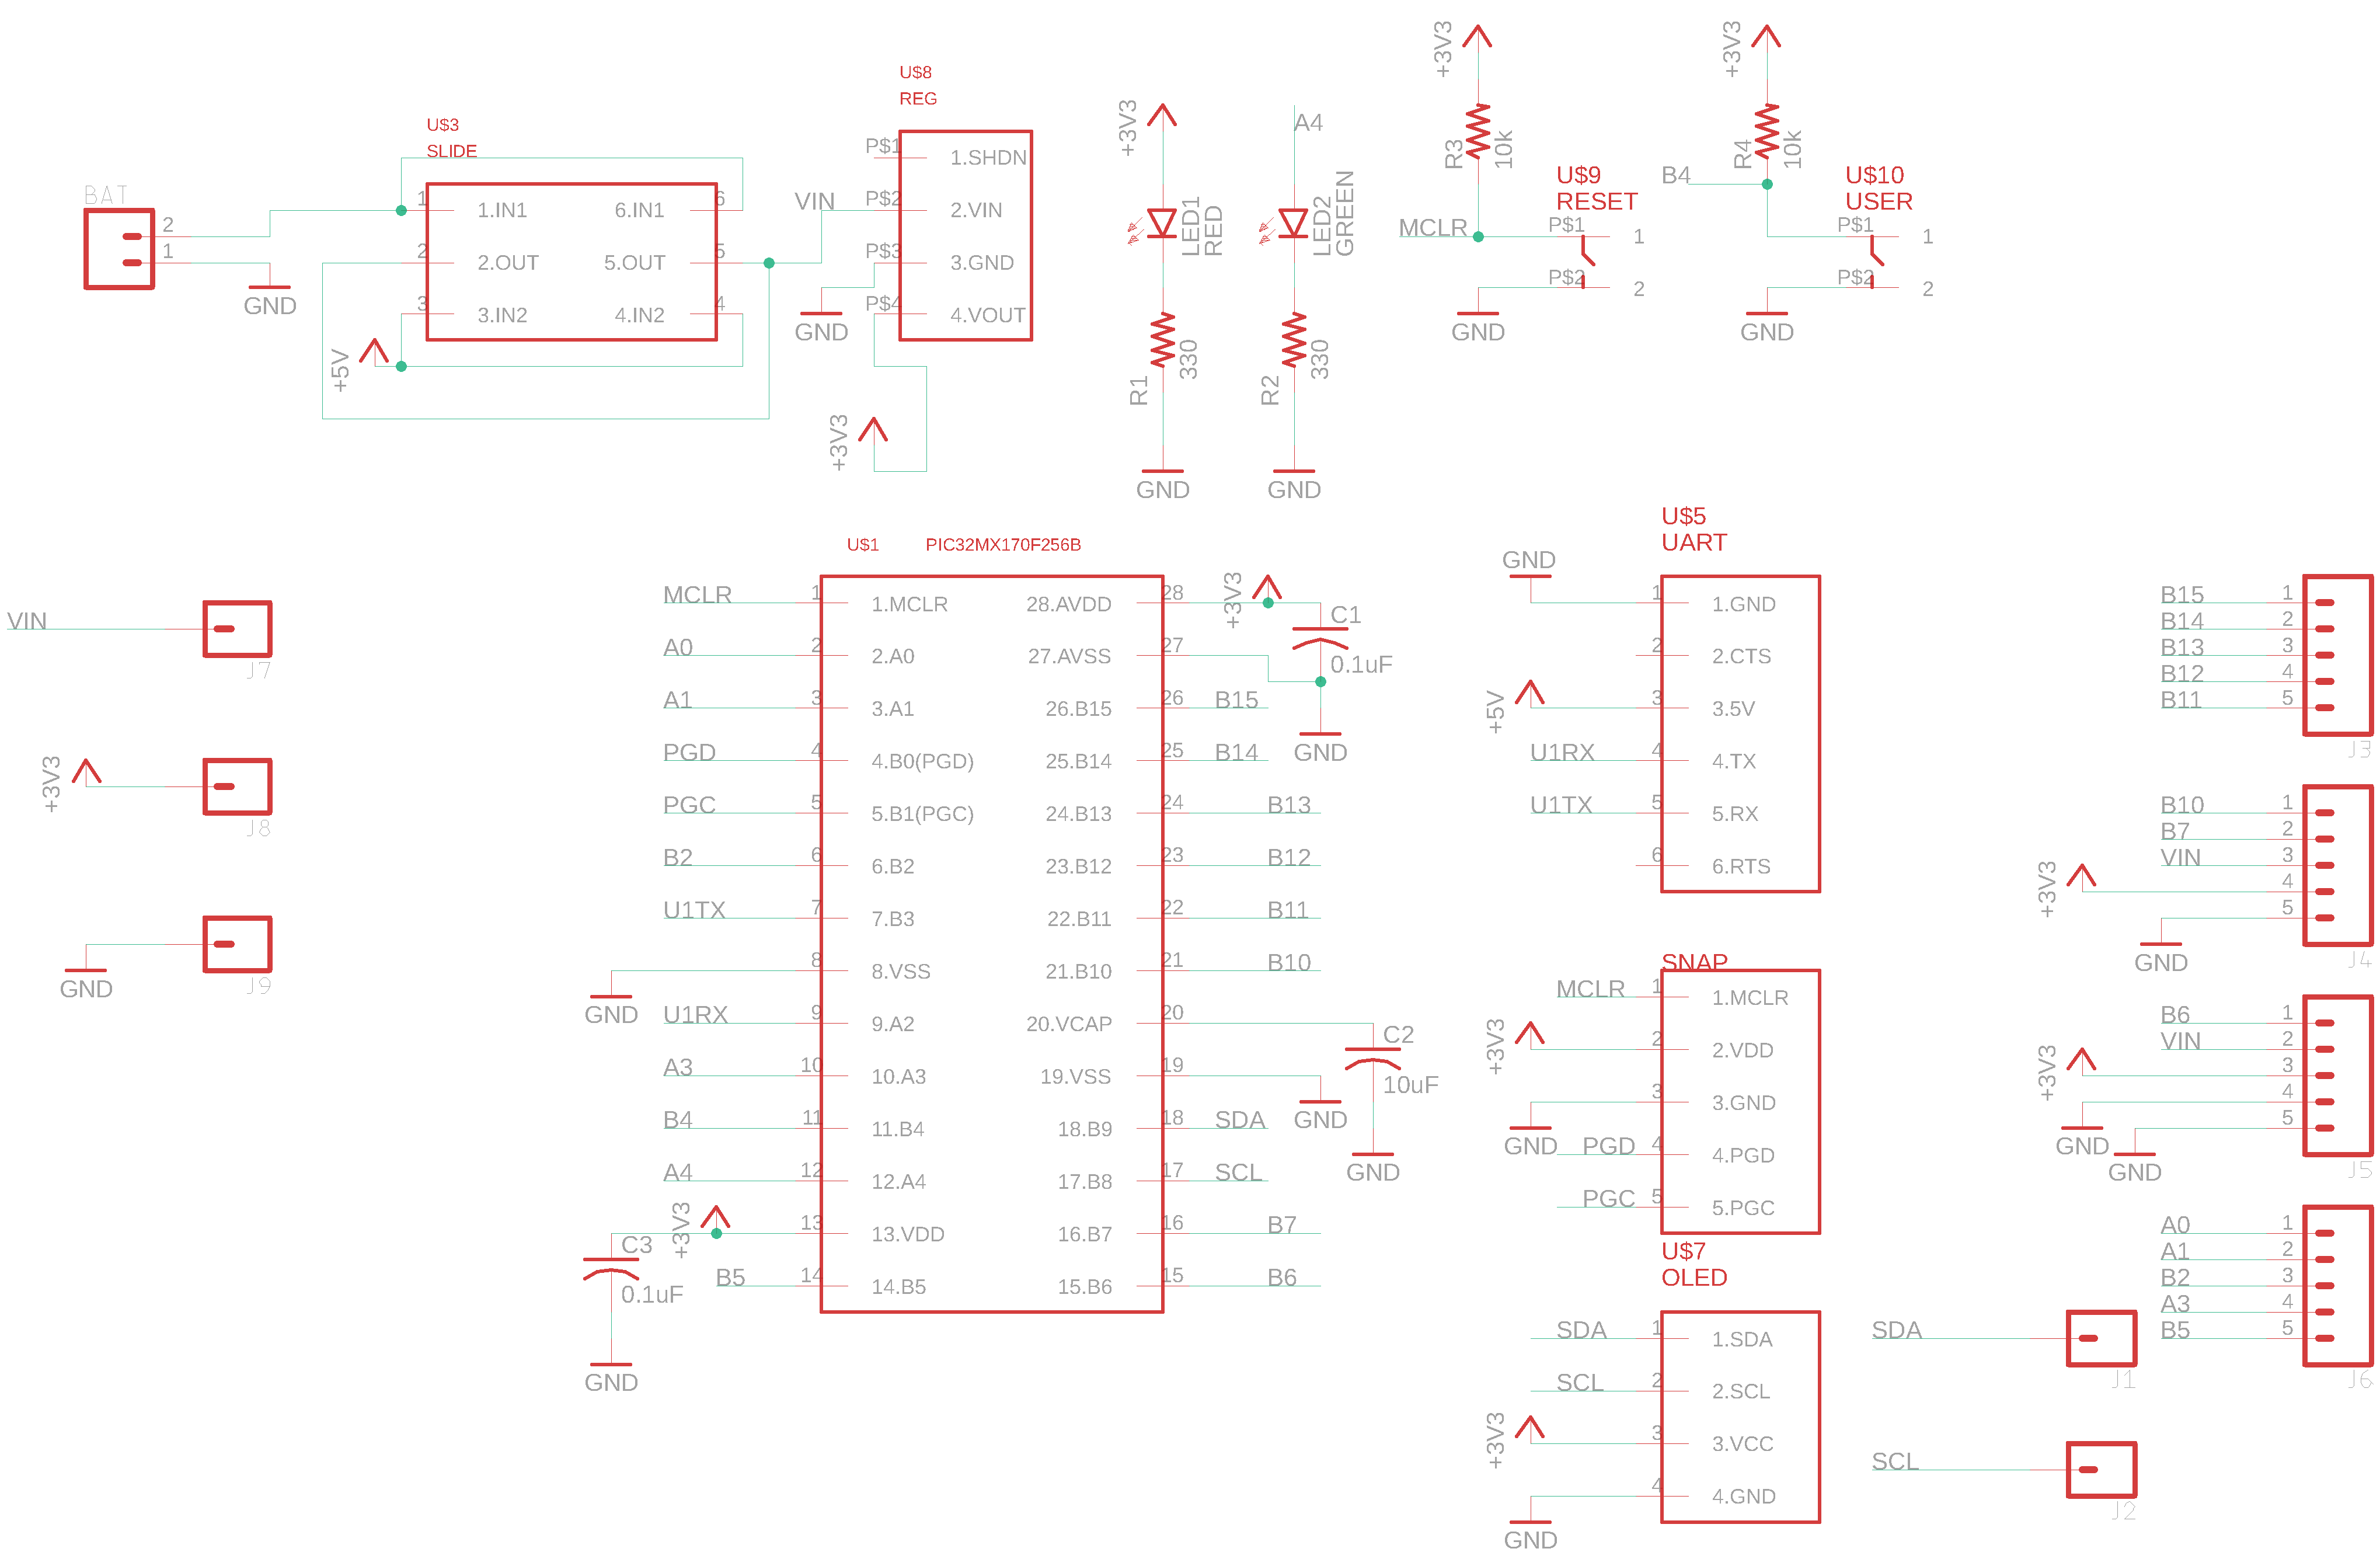 BAT
2
1
GND
U$3
SLIDE
1
2
3
1.IN1
2.OUT
3.IN2
6.IN1
5.OUT
4.IN2
6
5
4
+5V
U$8
REG
VIN
P$1
P$2
P$3
P$4
1.SHDN
2.VIN
3.GND
4.VOUT
GND
+3V3
+3V3
LED1
RED
R1
330
GND
A4
LED2
GREEN
R2
330
GND
+3V3
R3
10k
MCLR
U$9
RESET
P$1
1
P$2
2
GND
+3V3
R4
10k
B4
U$10
USER
P$1
1
P$2
2
GND
VIN
J7
+3V3
J8
GND
J9
U$1
PIC32MX170F256B
MCLR
1
1.MCLR
A0
2
2.A0
A1
3
3.A1
PGD
4
4.B0(PGD)
PGC
5
5.B1(PGC)
B2
6
6.B2
U1TX
7
7.B3
GND
8
8.VSS
U1RX
9
9.A2
A3
10
10.A3
B4
11
11.B4
A4
12
12.A4
+3V3
13
13.VDD
B5
14
14.B5
C3
0.1uF
GND
28.AVDD
28
+3V3
27.AVSS
27
C1
0.1uF
GND
26.B15
26
B15
25.B14
25
B14
24.B13
24
B13
23.B12
23
B12
22.B11
22
B11
21.B10
21
B10
20.VCAP
20
C2
10uF
GND
19.VSS
19
GND
18.B9
18
SDA
17.B8
17
SCL
16.B7
16
B7
15.B6
15
B6
U$5
UART
GND
1
1.GND
2
2.CTS
+5V
3
3.5V
U1RX
4
4.TX
U1TX
5
5.RX
6
6.RTS
SNAP
MCLR
1
1.MCLR
+3V3
2
2.VDD
GND
3
3.GND
PGD
4
4.PGD
PGC
5
5.PGC
U$7
OLED
SDA
1
1.SDA
SCL
2
2.SCL
+3V3
3
3.VCC
GND
4
4.GND
SDA
J1
SCL
J2
B15
1
B14
2
B13
3
B12
4
B11
5
J3
B10
1
B7
2
VIN
3
+3V3
4
GND
5
J4
B6
1
VIN
2
+3V3
3
GND
4
GND
5
J5
A0
1
A1
2
B2
3
A3
4
B5
5
J6